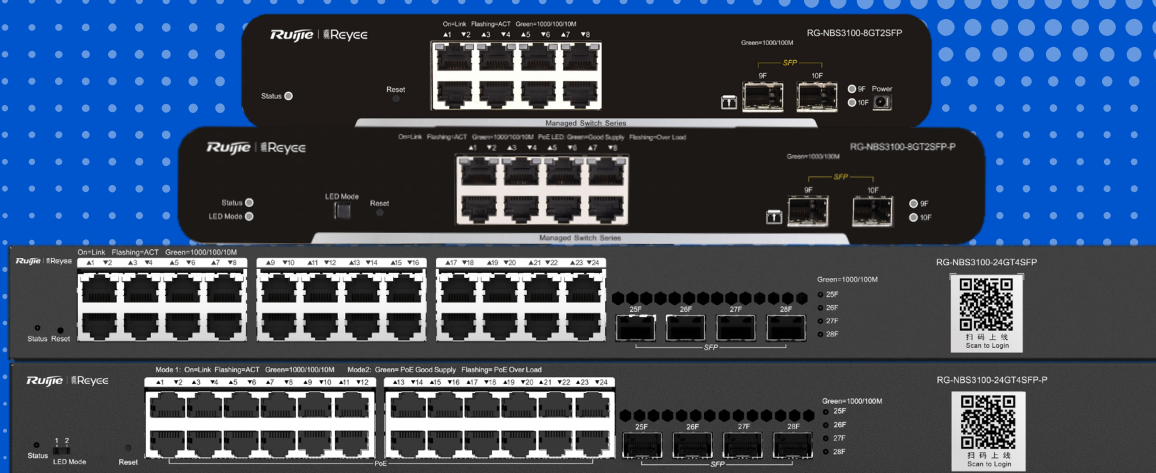 Ruijie | Reyee
On=Link Flashing=ACT Green=1000/100/10M
▲1 ▼2 ▲3 ▼4 ▲5 ▼6 ▲7 ▼8
RG-NBS3100-8GT2SFP
Green=1000/100M
SFP
9F 10F
Status
Reset
9F Power
10F
Managed Switch Series
On=Link Flashing=ACT Green=1000/100/10M PoE LED: Green=Good Supply Flashing=Over Load
Ruijie | Reyee
▲1 ▼2 ▲3 ▼4 ▲5 ▼6 ▲7 ▼8
RG-NBS3100-8GT2SFP-P
Green=1000/100M
SFP
9F 10F
Status
LED Mode
LED Mode
Reset
9F
10F
Managed Switch Series
On=Link Flashing=ACT Green=1000/100/10M
Ruijie | Reyee
▲1 ▼2 ▲3 ▼4 ▲5 ▼6 ▲7 ▼8 ▲9 ▼10 ▲11 ▼12 ▲13 ▼14 ▲15 ▼16 ▲17 ▼18 ▲19 ▼20 ▲21 ▼22 ▲23 ▼24
RG-NBS3100-24GT4SFP
Green=1000/100M
25F
26F
27F
28F
25F 26F 27F 28F
SFP
Status Reset
扫码上线
Scan to Login
Mode 1: On=Link Flashing=ACT Green=1000/100/10M Mode2: Green= PoE Good Supply Flashing= PoE Over Load
Ruijie | Reyee
▲1 ▼2 ▲3 ▼4 ▲5 ▼6 ▲7 ▼8 ▲9 ▼10 ▲11 ▼12 ▲13 ▼14 ▲15 ▼16 ▲17 ▼18 ▲19 ▼20 ▲21 ▼22 ▲23 ▼24
RG-NBS3100-24GT4SFP-P
Green=1000/100M
25F
26F
27F
28F
25F 26F 27F 28F
SFP
1 2
Status
LED Mode
Reset
PoE
扫码上线
Scan to Login